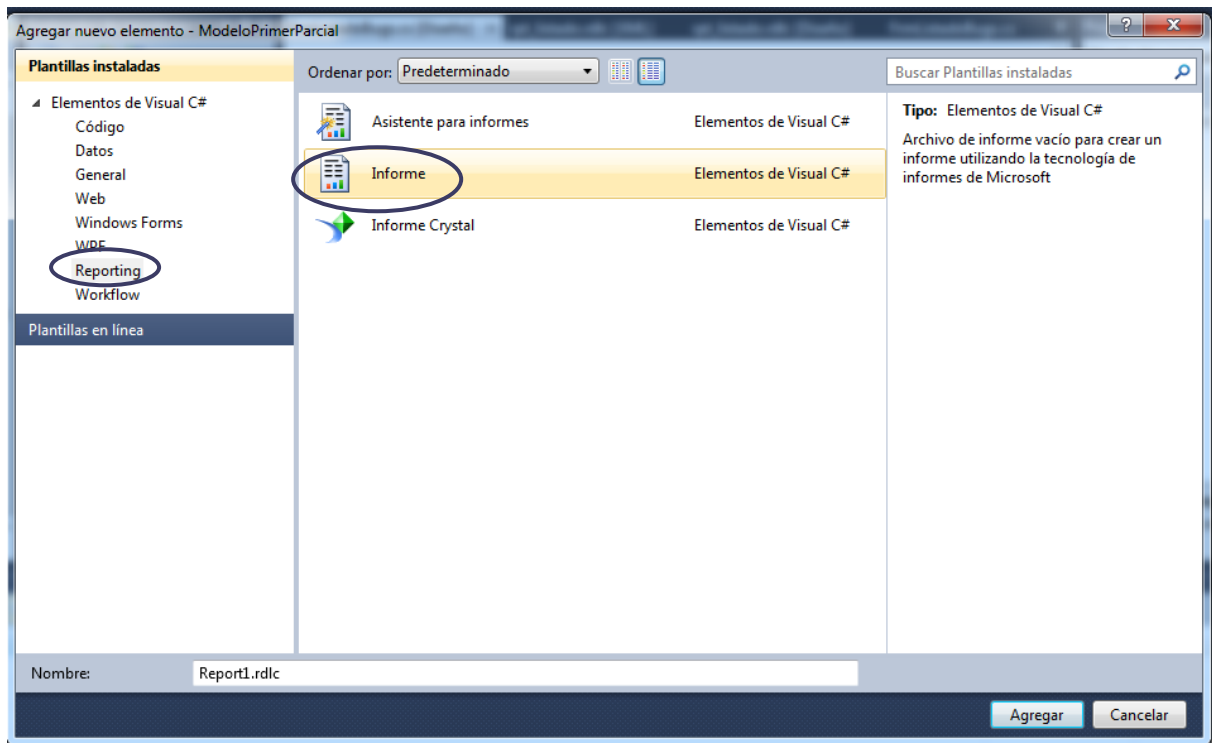 Agregar nuevo elemento - ModeloPrimerParcial
Plantillas instaladas
Ordenar por: Predeterminado
Buscar Plantillas instaladas
Elementos de Visual C#
Código
Datos
General
Web
Windows Forms
WPF
Reporting
Workflow
Plantillas en línea
Asistente para informes Elementos de Visual C#
Informe Elementos de Visual C#
Informe Crystal Elementos de Visual C#
Tipo: Elementos de Visual C#
Archivo de informe vacío para crear un
informe utilizando la tecnología de
informes de Microsoft
Nombre: Report1.rdlc
Agregar Cancelar